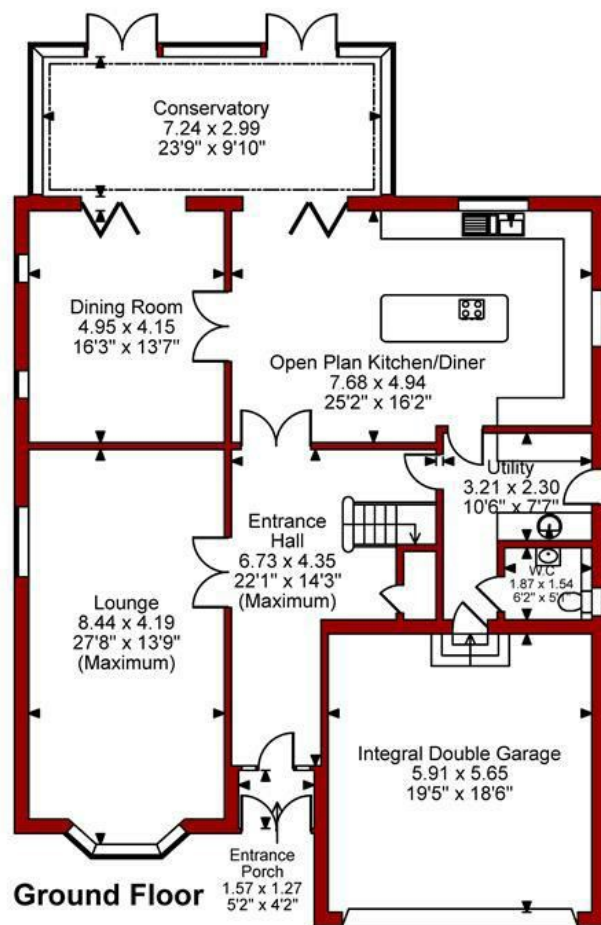 Conservatory
7.24 x 2.99
23'9" x 9'10"
Dining Room
4.95 x 4.15
16'3" x 13'7"
Open Plan Kitchen/Diner
7.68 x 4.94
25'2" x 16'2"
Utility
3.21 x 2.30
10'6" x 7'7"
Entrance
Hall
6.73 x 4.35
22'1" x 14'3"
(Maximum)
W.C
1.87 x 1.54
6'2" x 5'1"
Lounge
8.44 x 4.19
27'8" x 13'9"
(Maximum)
Integral Double Garage
5.91 x 5.65
19'5" x 18'6"
Entrance
Porch
1.57 x 1.27
5'2" x 4'2"
Ground Floor